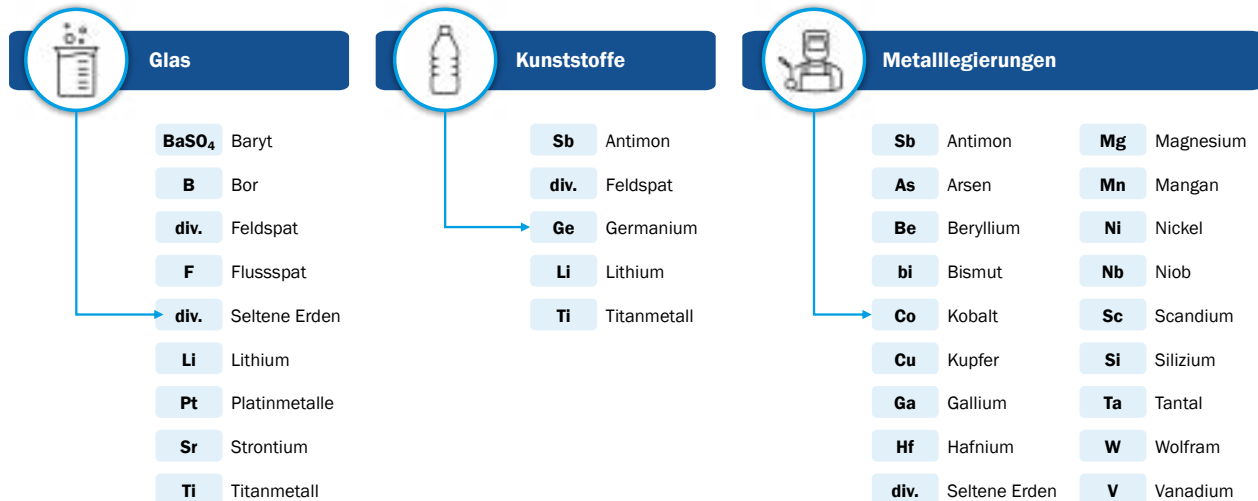 Glas
BaSO₄ Baryt
B Bor
div. Feldspat
F Flussspat
div. Seltene Erden
Li Lithium
Pt Platinmetalle
Sr Strontium
Ti Titanmetall
Kunststoffe
Sb Antimon
div. Feldspat
Ge Germanium
Li Lithium
Ti Titanmetall
Metalllegierungen
Sb Antimon
As Arsen
Be Beryllium
bi Bismut
Co Kobalt
Cu Kupfer
Ga Gallium
Hf Hafnium
div. Seltene Erden
Mg Magnesium
Mn Mangan
Ni Nickel
Nb Niob
Sc Scandium
Si Silizium
Ta Tantal
W Wolfram
V Vanadium